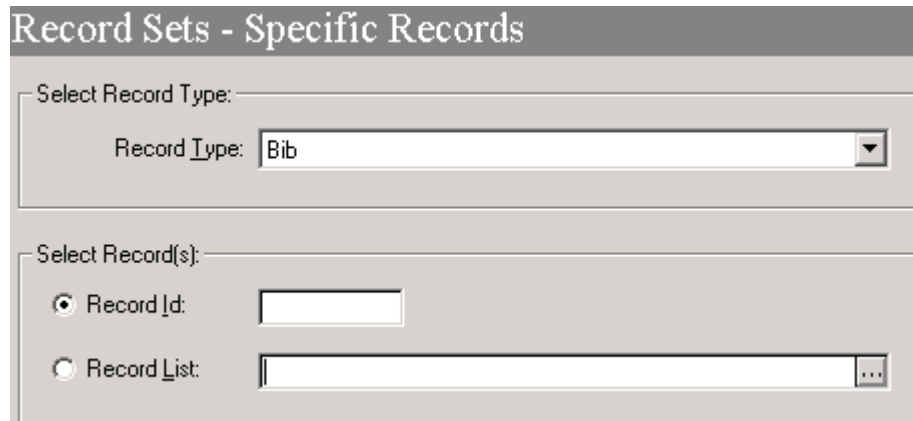 Record Sets - Specific Records
Select Record Type:
Record Type: Bib
Select Record(s):
Record Id:
Record List: ...